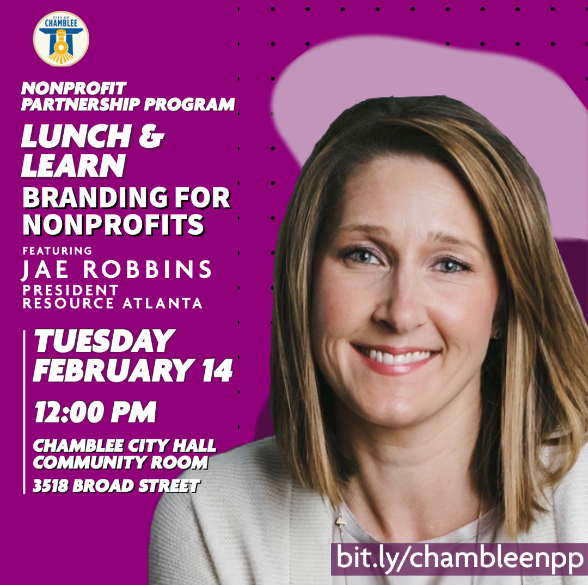 CITY OF
CHAMBLEE
NONPROFIT
PARTNERSHIP PROGRAM
LUNCH &
LEARN
BRANDING FOR
NONPROFITS
FEATURING
JAE ROBBINS
PRESIDENT
RESOURCE ATLANTA
TUESDAY
FEBRUARY 14
12:00 PM
CHAMBLEE CITY HALL
COMMUNITY ROOM
3518 BROAD STREET
bit.ly/chambleenpp